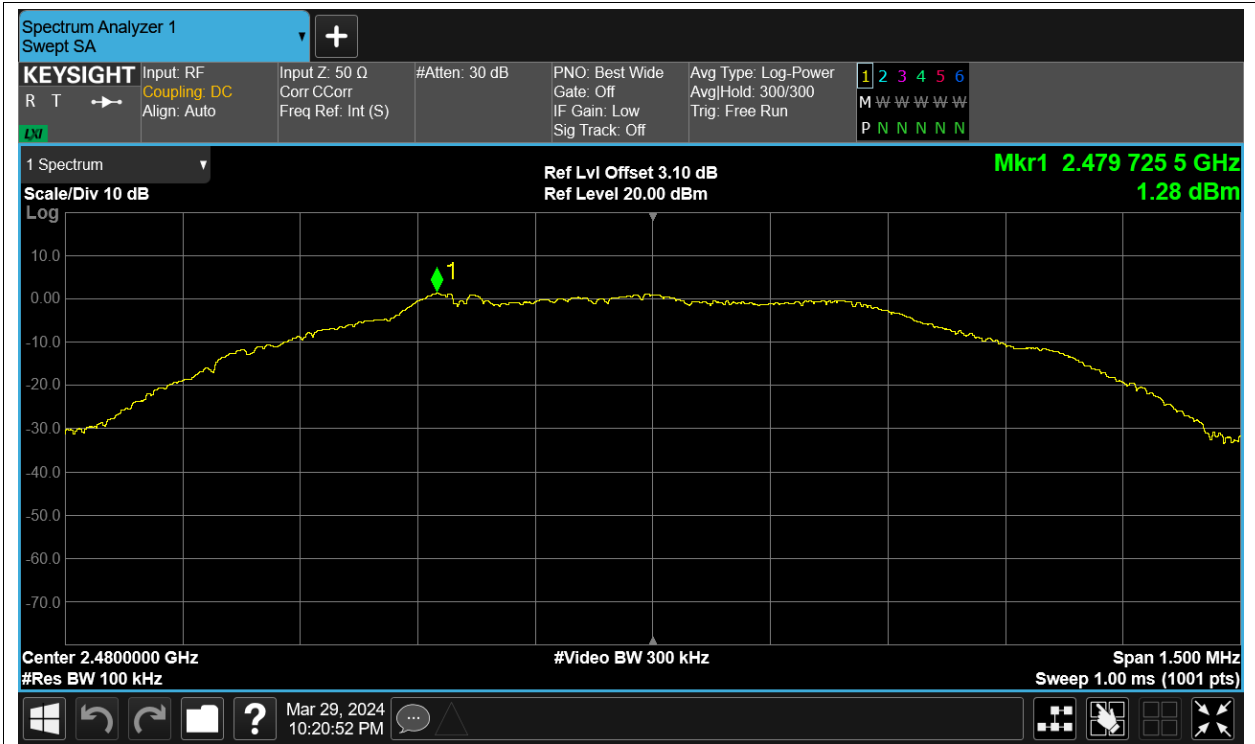 Spectrum Analyzer 1
Swept SA
KEYSIGHT
R T
LXI
Input: RF
Coupling: DC
Align: Auto
Input Z: 50 Ω
Corr CCorr
Freq Ref: Int (S)
#Atten: 30 dB
PNO: Best Wide
Gate: Off
IF Gain: Low
Sig Track: Off
Avg Type: Log-Power
Avg|Hold: 300/300
Trig: Free Run
1 2 3 4 5 6
M W W W W W
P N N N N N
1 Spectrum
Scale/Div 10 dB
Log
Ref Lvl Offset 3.10 dB
Ref Level 20.00 dBm
Mkr1 2.479 725 5 GHz
1.28 dBm
10.0
0.00
-10.0
-20.0
-30.0
-40.0
-50.0
-60.0
-70.0
1
Center 2.4800000 GHz
#Res BW 100 kHz
#Video BW 300 kHz
Span 1.500 MHz
Sweep 1.00 ms (1001 pts)
?
Mar 29, 2024
10:20:52 PM